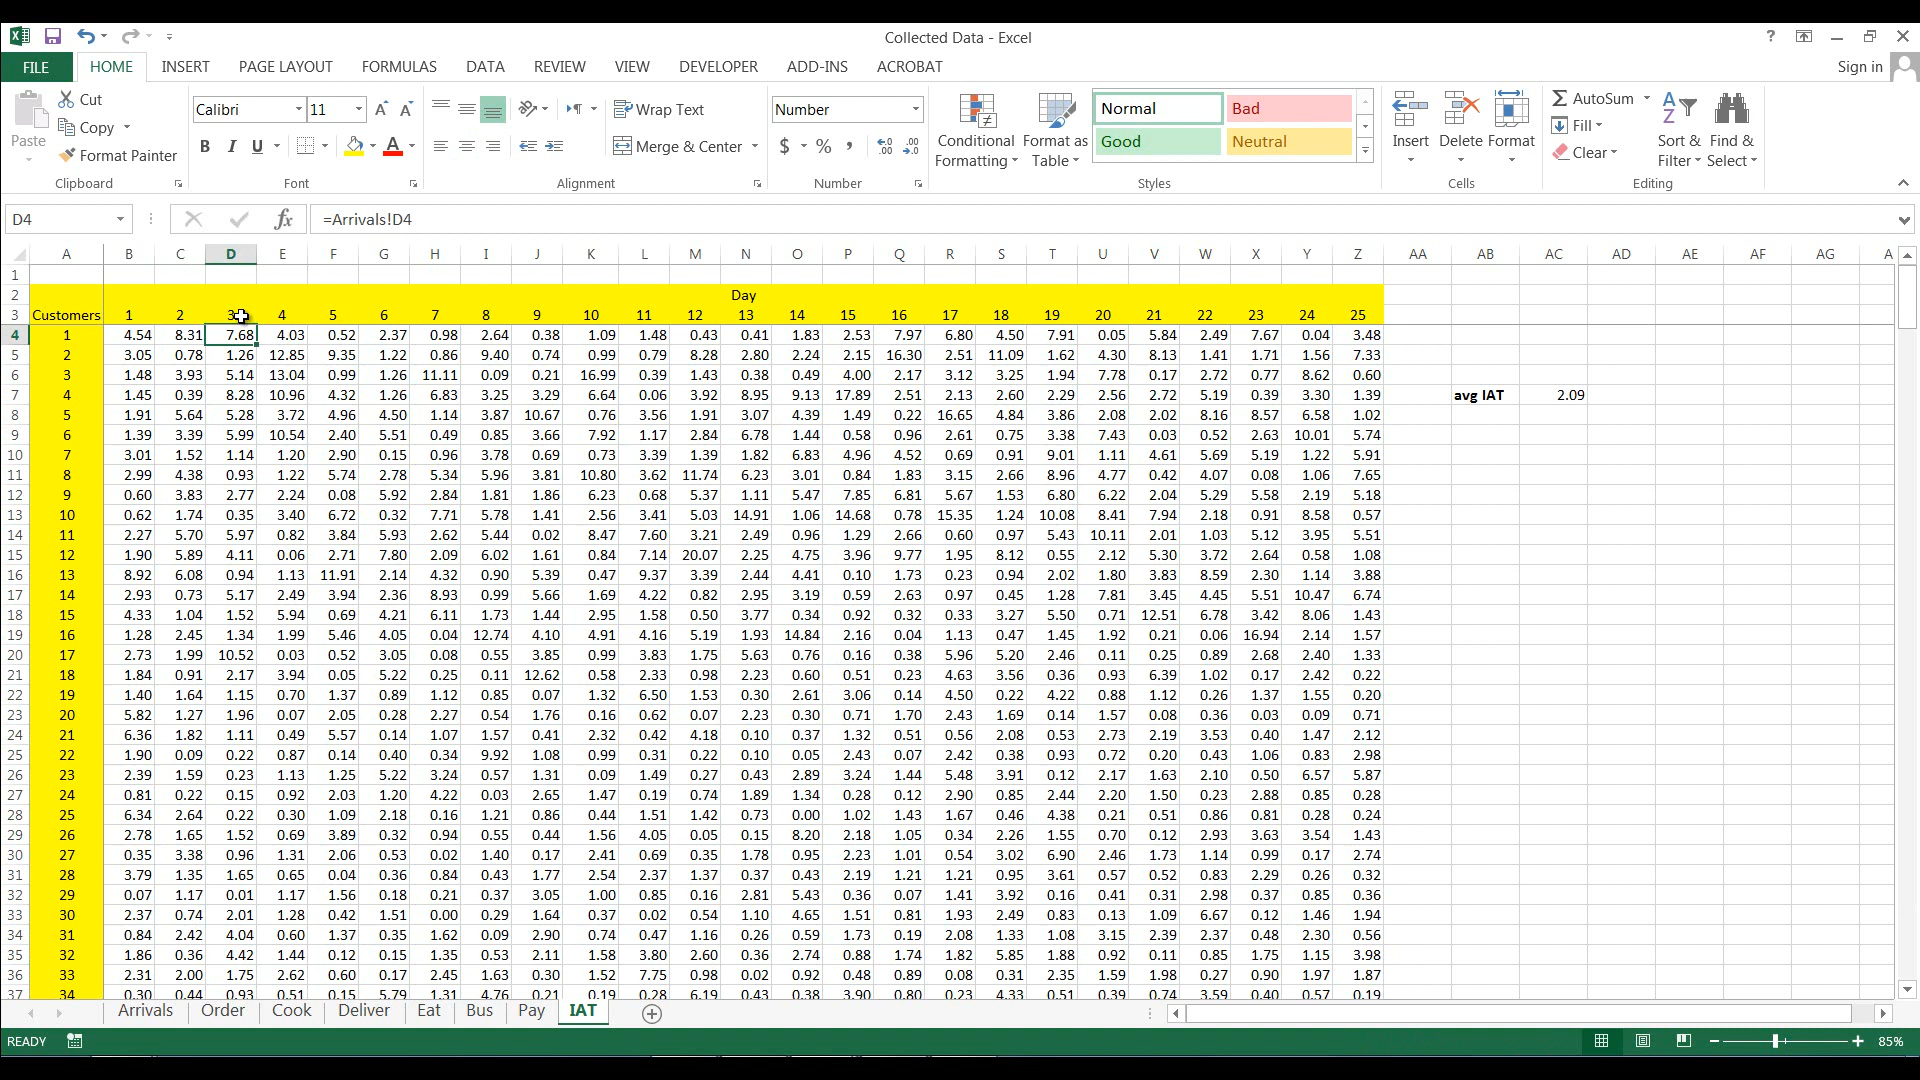 Collected Data - Excel
FILE HOME INSERT PAGE LAYOUT FORMULAS DATA REVIEW VIEW DEVELOPER ADD-INS ACROBAT Sign in
Cut
Copy
Format Painter
Paste
Clipboard
Calibri 11
Font
Wrap Text
Merge & Center
Alignment
Number
Number
Conditional Formatting
Format as Table
Normal Bad
Good Neutral
Styles
Insert Delete Format
Cells
AutoSum
Fill
Clear
Sort & Filter
Find & Select
Editing
D4 =Arrivals!D4
A B C D E F G H I J K L M N O P Q R S T U V W X Y Z AA AB AC AD AE AF AG A
1
2 Day
3 Customers 1 2 3 4 5 6 7 8 9 10 11 12 13 14 15 16 17 18 19 20 21 22 23 24 25
4 1 4.54 8.31 7.68 4.03 0.52 2.37 0.98 2.64 0.38 1.09 1.48 0.43 0.41 1.83 2.53 7.97 6.80 4.50 7.91 0.05 5.84 2.49 7.67 0.04 3.48
5 2 3.05 0.78 1.26 12.85 9.35 1.22 0.86 9.40 0.74 0.99 0.79 8.28 2.80 2.24 2.15 16.30 2.51 11.09 1.62 4.30 8.13 1.41 1.71 1.56 7.33
6 3 1.48 3.93 5.14 13.04 0.99 1.26 11.11 0.09 0.21 16.99 0.39 1.43 0.38 0.49 4.00 2.17 3.12 3.25 1.94 7.78 0.17 2.72 0.77 8.62 0.60
7 4 1.45 0.39 8.28 10.96 4.32 1.26 6.83 3.25 3.29 6.64 0.06 3.92 8.95 9.13 17.89 2.51 2.13 2.60 2.29 2.56 2.72 5.19 0.39 3.30 1.39 avg IAT 2.09
8 5 1.91 5.64 5.28 3.72 4.96 4.50 1.14 3.87 10.67 0.76 3.56 1.91 3.07 4.39 1.49 0.22 16.65 4.84 3.86 2.08 2.02 8.16 8.57 6.58 1.02
9 6 1.39 3.39 5.99 10.54 2.40 5.51 0.49 0.85 3.66 7.92 1.17 2.84 6.78 1.44 0.58 0.96 2.61 0.75 3.38 7.43 0.03 0.52 2.63 10.01 5.74
10 7 3.01 1.52 1.14 1.20 2.90 0.15 0.96 3.78 0.69 0.73 3.39 1.39 1.82 6.83 4.96 4.52 0.69 0.91 9.01 1.11 4.61 5.69 5.19 1.22 5.91
11 8 2.99 4.38 0.93 1.22 5.74 2.78 5.34 5.96 3.81 10.80 3.62 11.74 6.23 3.01 0.84 1.83 3.15 2.66 8.96 4.77 0.42 4.07 0.08 1.06 7.65
12 9 0.60 3.83 2.77 2.24 0.08 5.92 2.84 1.81 1.86 6.23 0.68 5.37 1.11 5.47 7.85 6.81 5.67 1.53 6.80 6.22 2.04 5.29 5.58 2.19 5.18
13 10 0.62 1.74 0.35 3.40 6.72 0.32 7.71 5.78 1.41 2.56 3.41 5.03 14.91 1.06 14.68 0.78 15.35 1.24 10.08 8.41 7.94 2.18 0.91 8.58 0.57
14 11 2.27 5.70 5.97 0.82 3.84 5.93 2.62 5.44 0.02 8.47 7.60 3.21 2.49 0.96 1.29 2.66 0.60 0.97 5.43 10.11 2.01 1.03 5.12 3.95 5.51
15 12 1.90 5.89 4.11 0.06 2.71 7.80 2.09 6.02 1.61 0.84 7.14 20.07 2.25 4.75 3.96 9.77 1.95 8.12 0.55 2.12 5.30 3.72 2.64 0.58 1.08
16 13 8.92 6.08 0.94 1.13 11.91 2.14 4.32 0.90 5.39 0.47 9.37 3.39 2.44 4.41 0.10 1.73 0.23 0.94 2.02 1.80 3.83 8.59 2.30 1.14 3.88
17 14 2.93 0.73 5.17 2.49 3.94 2.36 8.93 0.99 5.66 1.69 4.22 0.82 2.95 3.19 0.59 2.63 0.97 0.45 1.28 7.81 3.45 4.45 5.51 10.47 6.74
18 15 4.33 1.04 1.52 5.94 0.69 4.21 6.11 1.73 1.44 2.95 1.58 0.50 3.77 0.34 0.92 0.32 0.33 3.27 5.50 0.71 12.51 6.78 3.42 8.06 1.43
19 16 1.28 2.45 1.34 1.99 5.46 4.05 0.04 12.74 4.10 4.91 4.16 5.19 1.93 14.84 2.16 0.04 1.13 0.47 1.45 1.92 0.21 0.06 16.94 2.14 1.57
20 17 2.73 1.99 10.52 0.03 0.52 3.05 0.08 0.55 3.85 0.99 3.83 1.75 5.63 0.76 0.16 0.38 5.96 5.20 2.46 0.11 0.25 0.89 2.68 2.40 1.33
21 18 1.84 0.91 2.17 3.94 0.05 5.22 0.25 0.11 12.62 0.58 2.33 0.98 2.23 0.60 0.51 0.23 4.63 3.56 0.36 0.93 6.39 1.02 0.17 2.42 0.22
22 19 1.40 1.64 1.15 0.70 1.37 0.89 1.12 0.85 0.07 1.32 6.50 1.53 0.30 2.61 3.06 0.14 4.50 0.22 4.22 0.88 1.12 0.26 1.37 1.55 0.20
23 20 5.82 1.27 1.96 0.07 2.05 0.28 2.27 0.54 1.76 0.16 0.62 0.07 2.23 0.30 0.71 1.70 2.43 1.69 0.14 1.57 0.08 0.36 0.03 0.09 0.71
24 21 6.36 1.82 1.11 0.49 5.57 0.14 1.07 1.57 0.41 2.32 0.42 4.18 0.10 0.37 1.32 0.51 0.56 2.08 0.53 2.73 2.19 3.53 0.40 1.47 2.12
25 22 1.90 0.09 0.22 0.87 0.14 0.40 0.34 9.92 1.08 0.99 0.31 0.22 0.10 0.05 2.43 0.07 2.42 0.38 0.93 0.72 0.20 0.43 1.06 0.83 2.98
26 23 2.39 1.59 0.23 1.13 1.25 5.22 3.24 0.57 1.31 0.09 1.49 0.27 0.43 2.89 3.24 1.44 5.48 3.91 0.12 2.17 1.63 2.10 0.50 6.57 5.87
27 24 0.81 0.22 0.15 0.92 2.03 1.20 4.22 0.03 2.65 1.47 0.19 0.74 1.89 1.34 0.28 0.12 2.90 0.85 2.44 2.20 1.50 0.23 2.88 0.85 0.28
28 25 6.34 2.64 0.22 0.30 1.09 2.18 0.16 1.21 0.86 0.44 1.51 1.42 0.73 0.00 1.02 1.43 1.67 0.46 4.38 0.21 0.51 0.86 0.81 0.28 0.24
29 26 2.78 1.65 1.52 0.69 3.89 0.32 0.94 0.55 0.44 1.56 4.05 0.05 0.15 8.20 2.18 1.05 0.34 2.26 1.55 0.70 0.12 2.93 3.63 3.54 1.43
30 27 0.35 3.38 0.96 1.31 2.06 0.53 0.02 1.40 0.17 2.41 0.69 0.35 1.78 0.95 2.23 1.01 0.54 3.02 6.90 2.46 1.73 1.14 0.99 0.17 2.74
31 28 3.79 1.35 1.65 0.65 0.04 0.36 0.84 0.43 1.77 2.54 2.37 1.37 0.37 0.43 2.19 1.21 1.21 0.95 3.61 0.57 0.52 0.83 2.29 0.26 0.32
32 29 0.07 1.17 0.01 1.17 1.56 0.18 0.21 0.37 3.05 1.00 0.85 0.16 2.81 5.43 0.36 0.07 1.41 3.92 0.16 0.41 0.31 2.98 0.37 0.85 0.36
33 30 2.37 0.74 2.01 1.28 0.42 1.51 0.00 0.29 1.64 0.37 0.02 0.54 1.10 4.65 1.51 0.81 1.93 2.49 0.83 0.13 1.09 6.67 0.12 1.46 1.94
34 31 0.84 2.42 4.04 0.60 1.37 0.35 1.62 0.09 2.90 0.74 0.47 1.16 0.26 0.59 1.73 0.19 2.08 1.33 1.08 3.15 2.39 2.37 0.48 2.30 0.56
35 32 1.86 0.36 4.42 1.44 0.12 0.15 1.35 0.53 2.11 1.58 3.80 2.60 0.36 2.74 0.88 1.74 1.82 5.85 1.88 0.92 0.11 0.85 1.75 1.15 3.98
36 33 2.31 2.00 1.75 2.62 0.60 0.17 2.45 1.63 0.30 1.52 7.75 0.98 0.02 0.92 0.48 0.89 0.08 0.31 2.35 1.59 1.98 0.27 0.90 1.97 1.87
37 34 0.30 0.44 0.93 0.51 0.15 5.79 1.31 4.76 0.21 0.19 0.28 6.19 0.43 0.38 3.90 0.80 0.23 4.33 0.51 0.39 0.74 3.59 0.40 0.57 0.19
Arrivals Order Cook Deliver Eat Bus Pay IAT
READY 85%